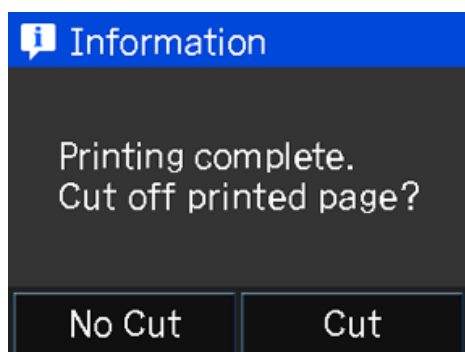 Information
Printing complete.
Cut off printed page?
No Cut
Cut